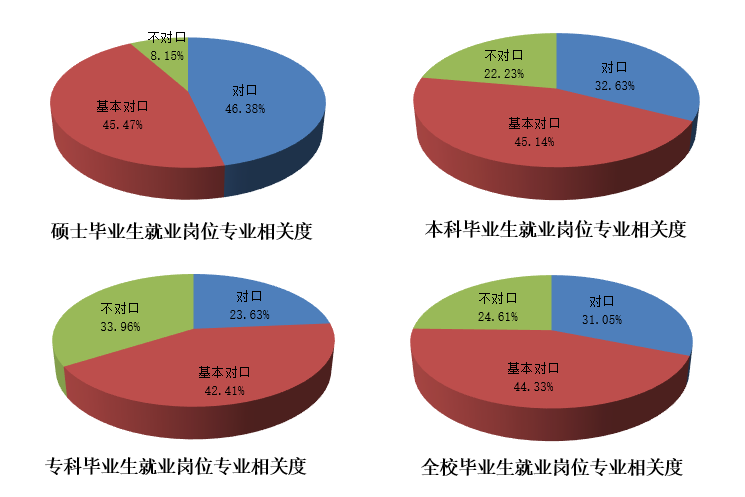 不对口
8.15%
对口
46.38%
基本对口
45.47%
硕士毕业生就业岗位专业相关度
不对口
22.23%
对口
32.63%
基本对口
45.14%
本科毕业生就业岗位专业相关度
不对口
33.96%
对口
23.63%
基本对口
42.41%
专科毕业生就业岗位专业相关度
不对口
24.61%
对口
31.05%
基本对口
44.33%
全校毕业生就业岗位专业相关度